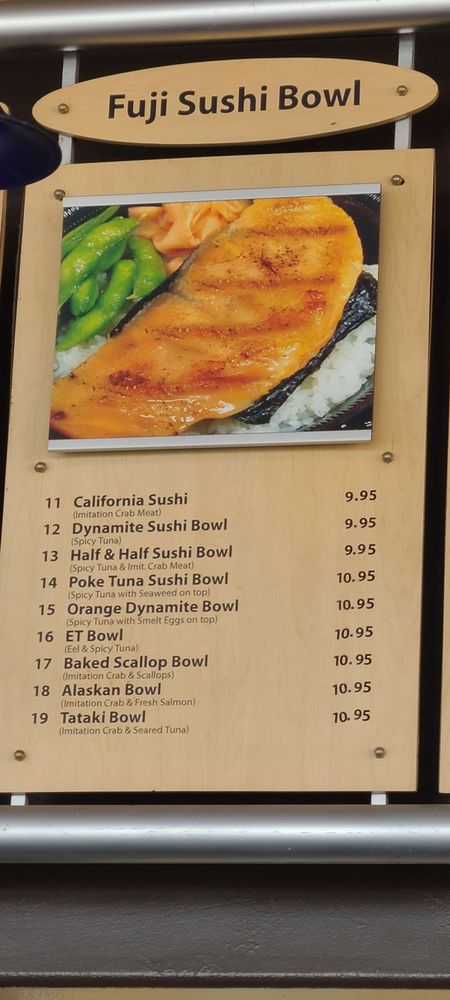 Fuji Sushi Bowl
11 California Sushi 9.95
(Imitation Crab Meat)
12 Dynamite Sushi Bowl 9.95
(Spicy Tuna)
13 Half & Half Sushi Bowl 9.95
(Spicy Tuna & Imit. Crab Meat)
14 Poke Tuna Sushi Bowl 10.95
(Spicy Tuna with Seaweed on top)
15 Orange Dynamite Bowl 10.95
(Spicy Tuna with Smelt Eggs on top)
16 ET Bowl 10.95
(Eel & Spicy Tuna)
17 Baked Scallop Bowl 10.95
(Imitation Crab & Scallops)
18 Alaskan Bowl 10.95
(Imitation Crab & Fresh Salmon)
19 Tataki Bowl 10.95
(Imitation Crab & Seared Tuna)